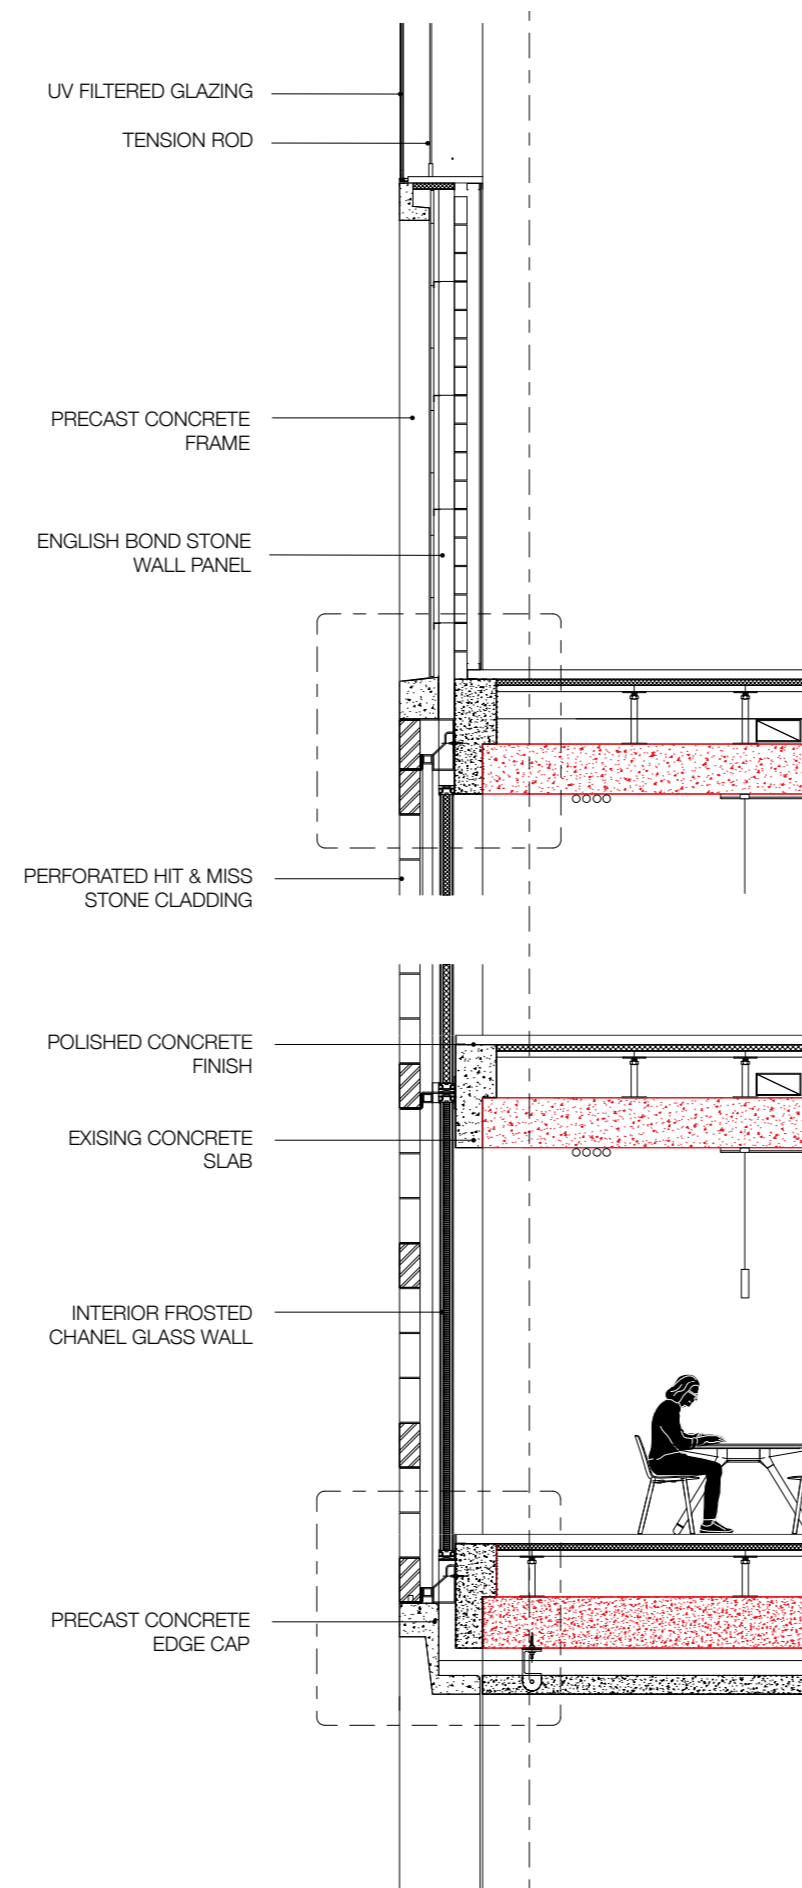 UV FILTERED GLAZING
TENSION ROD
PRECAST CONCRETE
FRAME
ENGLISH BOND STONE
WALL PANEL
PERFORATED HIT & MISS
STONE CLADDING
POLISHED CONCRETE
FINISH
EXISING CONCRETE
SLAB
INTERIOR FROSTED
CHANEL GLASS WALL
PRECAST CONCRETE
EDGE CAP